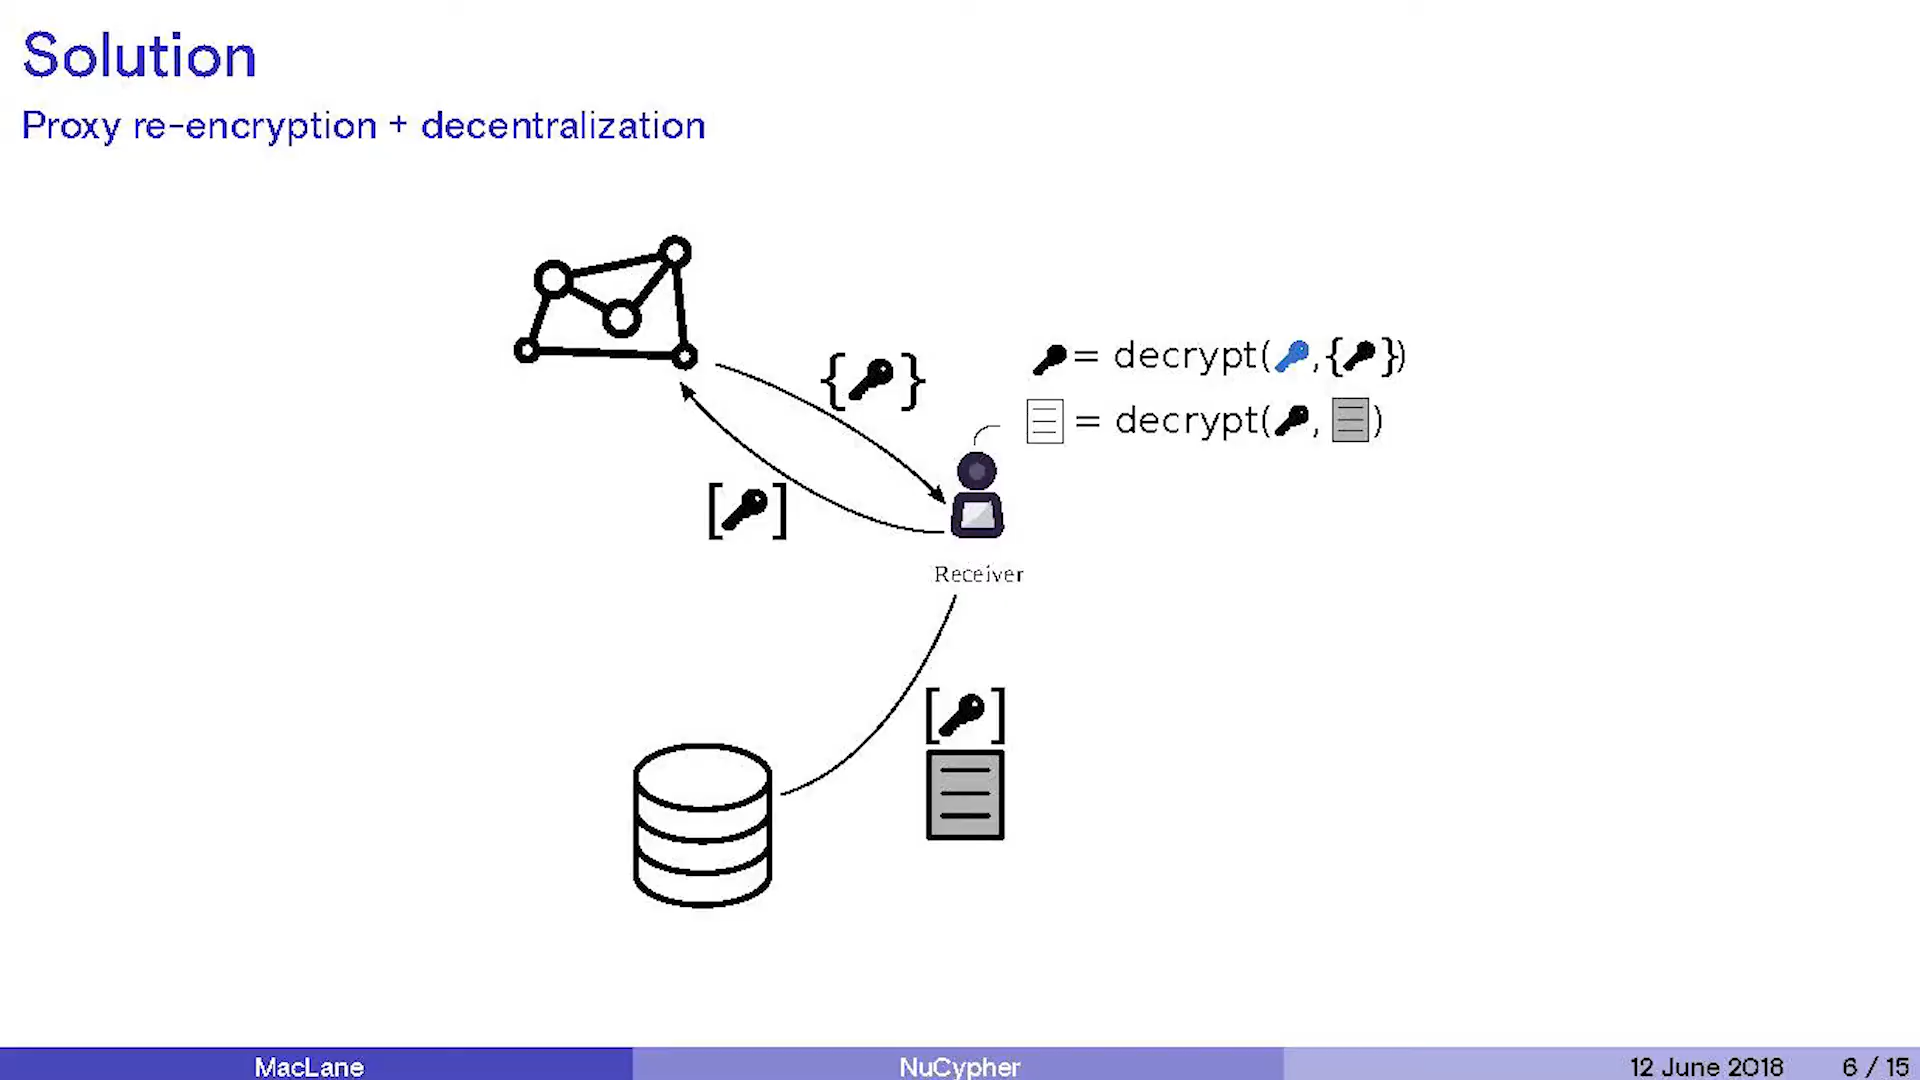 Solution
Proxy re-encryption + decentralization
{ }
= decrypt( ,{ })
= decrypt( , )
[ ]
Receiver
[ ]
MacLane
NuCypher
12 June 2018
6 / 15